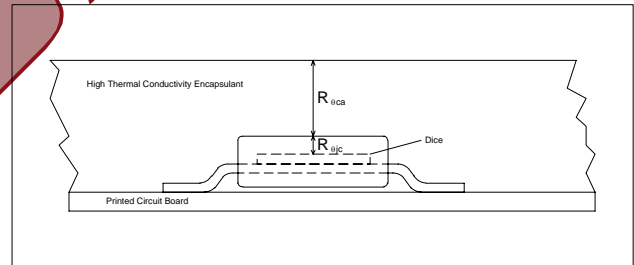 High Thermal Conductivity Encapsulant
R θca
R θjc
Dice
Printed Circuit Board